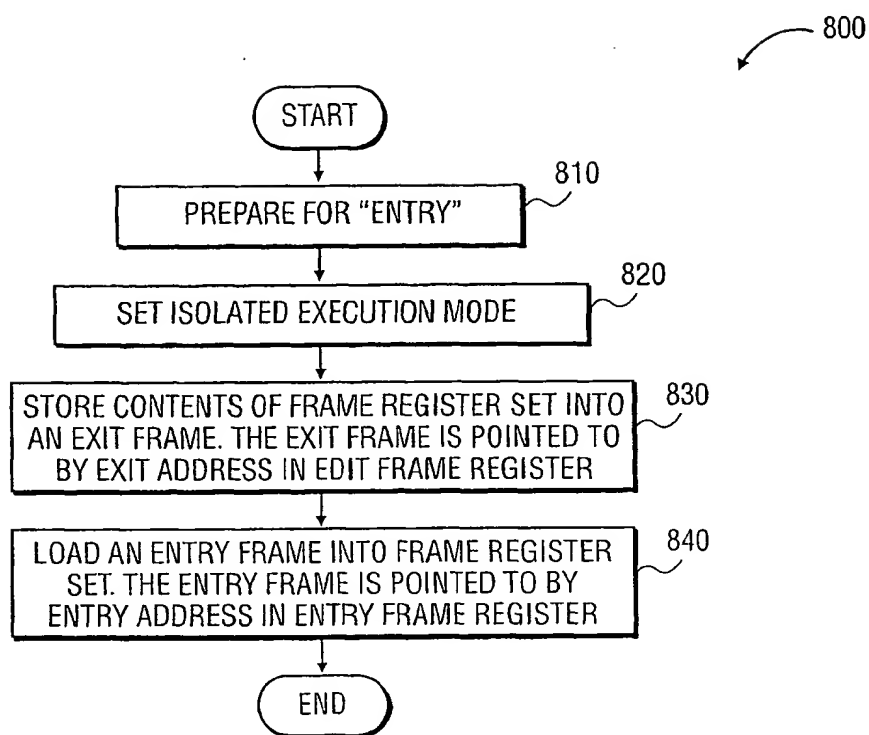 800
START
810
PREPARE FOR “ENTRY”
820
SET ISOLATED EXECUTION MODE
830
STORE CONTENTS OF FRAME REGISTER SET INTO
AN EXIT FRAME. THE EXIT FRAME IS POINTED TO
BY EXIT ADDRESS IN EDIT FRAME REGISTER
840
LOAD AN ENTRY FRAME INTO FRAME REGISTER
SET. THE ENTRY FRAME IS POINTED TO BY
ENTRY ADDRESS IN ENTRY FRAME REGISTER
END